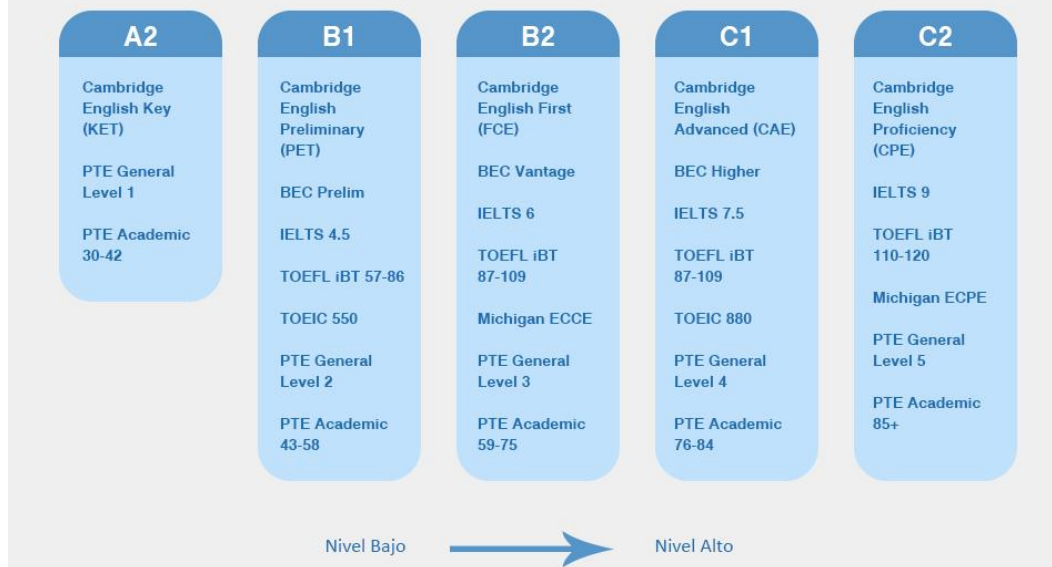 A2
Cambridge
English Key
(KET)
PTE General
Level 1
PTE Academic
30-42
B1
Cambridge
English
Preliminary
(PET)
BEC Prelim
IELTS 4.5
TOEFL iBT 57-86
TOEIC 550
PTE General
Level 2
PTE Academic
43-58
B2
Cambridge
English First
(FCE)
BEC Vantage
IELTS 6
TOEFL iBT
87-109
Michigan ECCE
PTE General
Level 3
PTE Academic
59-75
C1
Cambridge
English
Advanced (CAE)
BEC Higher
IELTS 7.5
TOEFL iBT
87-109
TOEIC 880
PTE General
Level 4
PTE Academic
76-84
C2
Cambridge
English
Proficiency
(CPE)
IELTS 9
TOEFL iBT
110-120
Michigan ECPE
PTE General
Level 5
PTE Academic
85+
Nivel Bajo
Nivel Alto